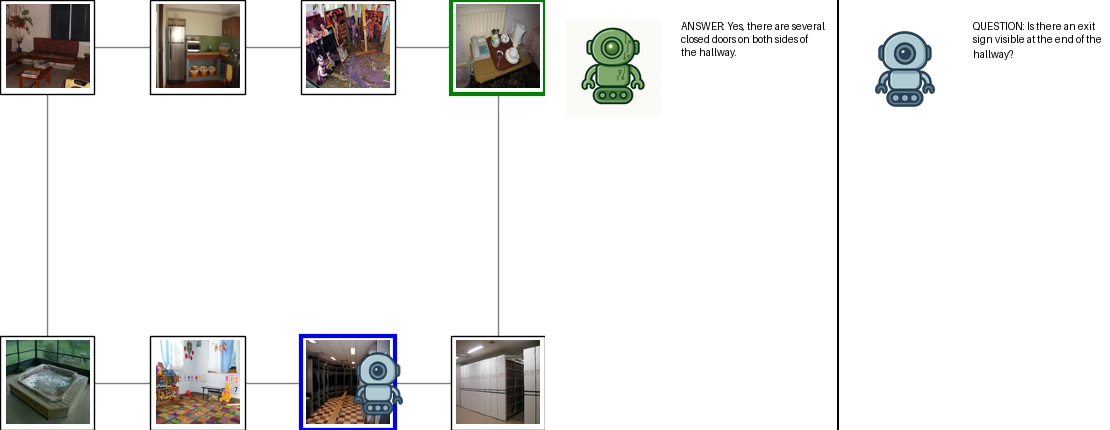 ANSWER: Yes, there are several
closed doors on both sides of
the hallway.
QUESTION: Is there an exit
sign visible at the end of the
hallway?